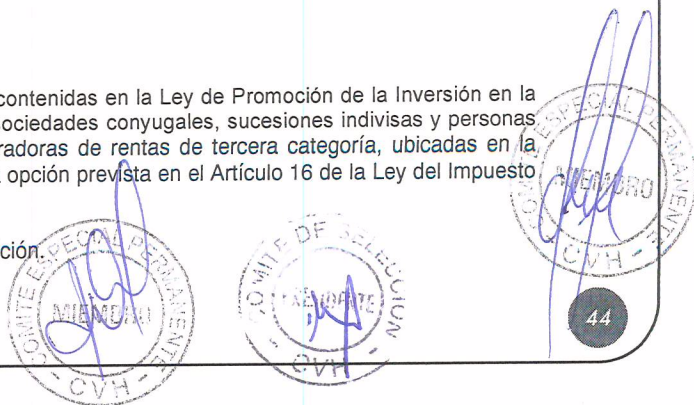 contenidas en la Ley de Promoción de la Inversión en la
sociedades conyugales, sucesiones indivisas y personas
radoras de rentas de tercera categoría, ubicadas en la
opción prevista en el Artículo 16 de la Ley del Impuesto
ción.
COMITE ESPECIAL PERMANENTE
MIEMBRO
- CVH -
COMITE ESPECIAL PERMANENTE
MIEMBRO
- CVH -
COMITE DE SELECCION
- CVH -
44